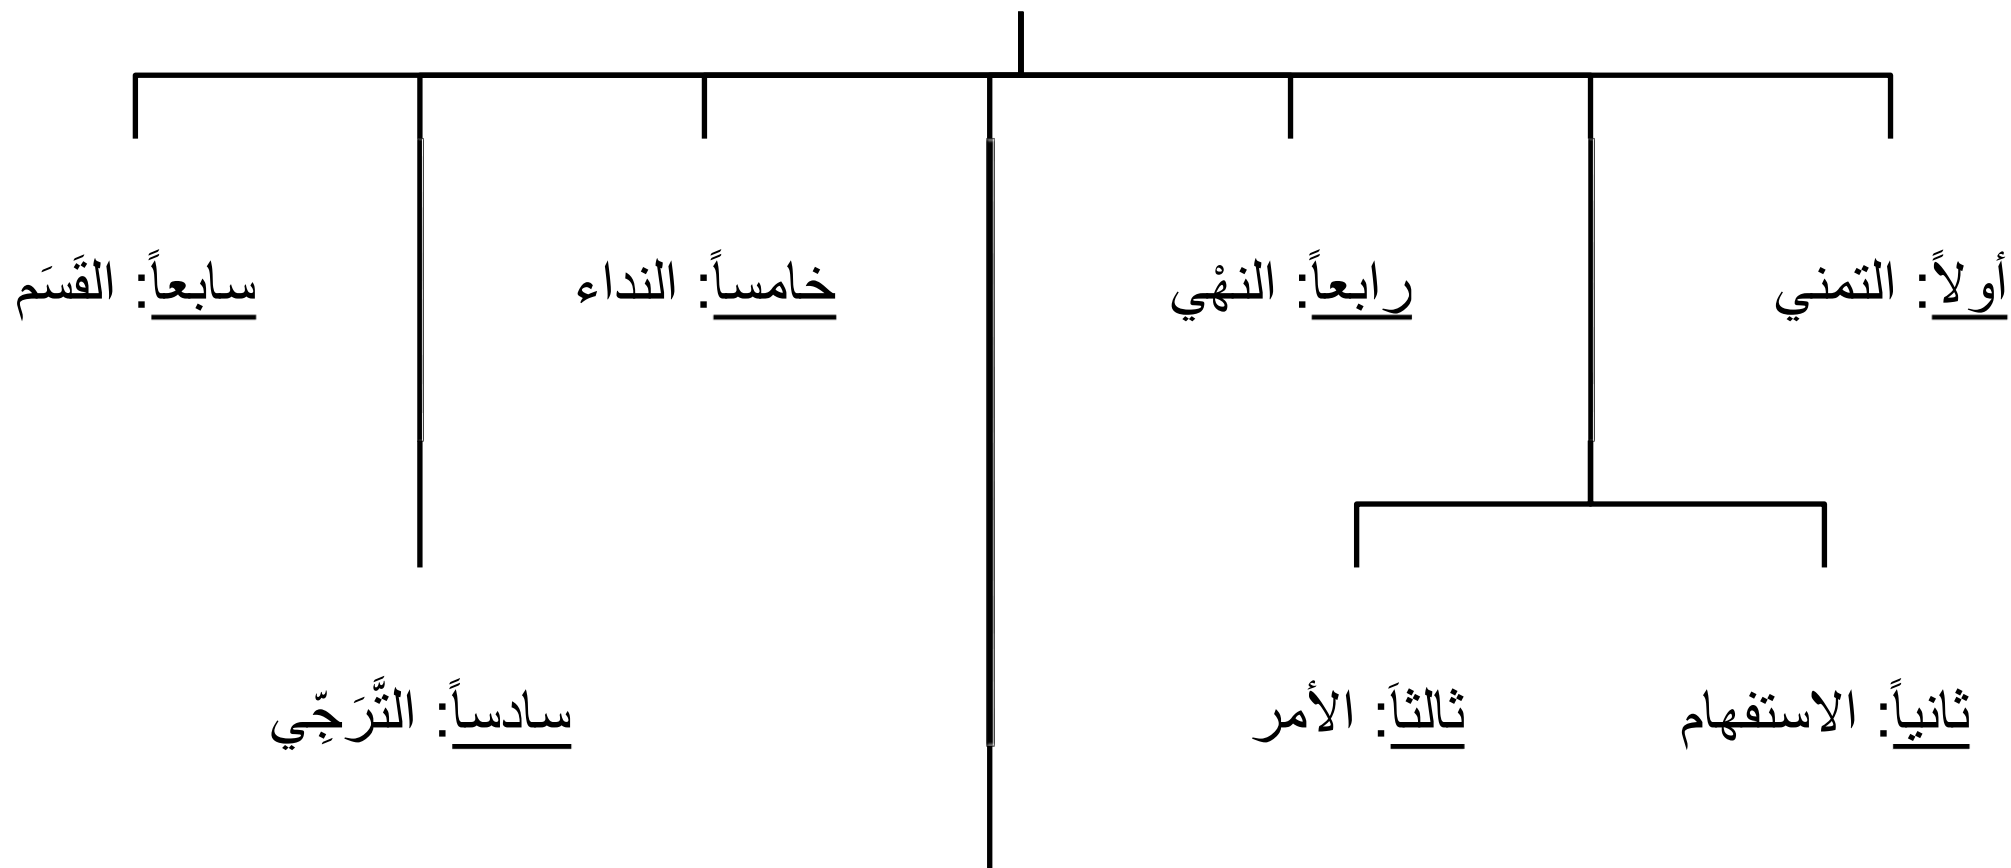 أولاً: التمني
رابعاً: النهْي
خامساً: النداء
سابعاً: القَسَم
ثانياً: الاستفهام
ثالثاً: الأمر
سادساً: التَّرَجِّي